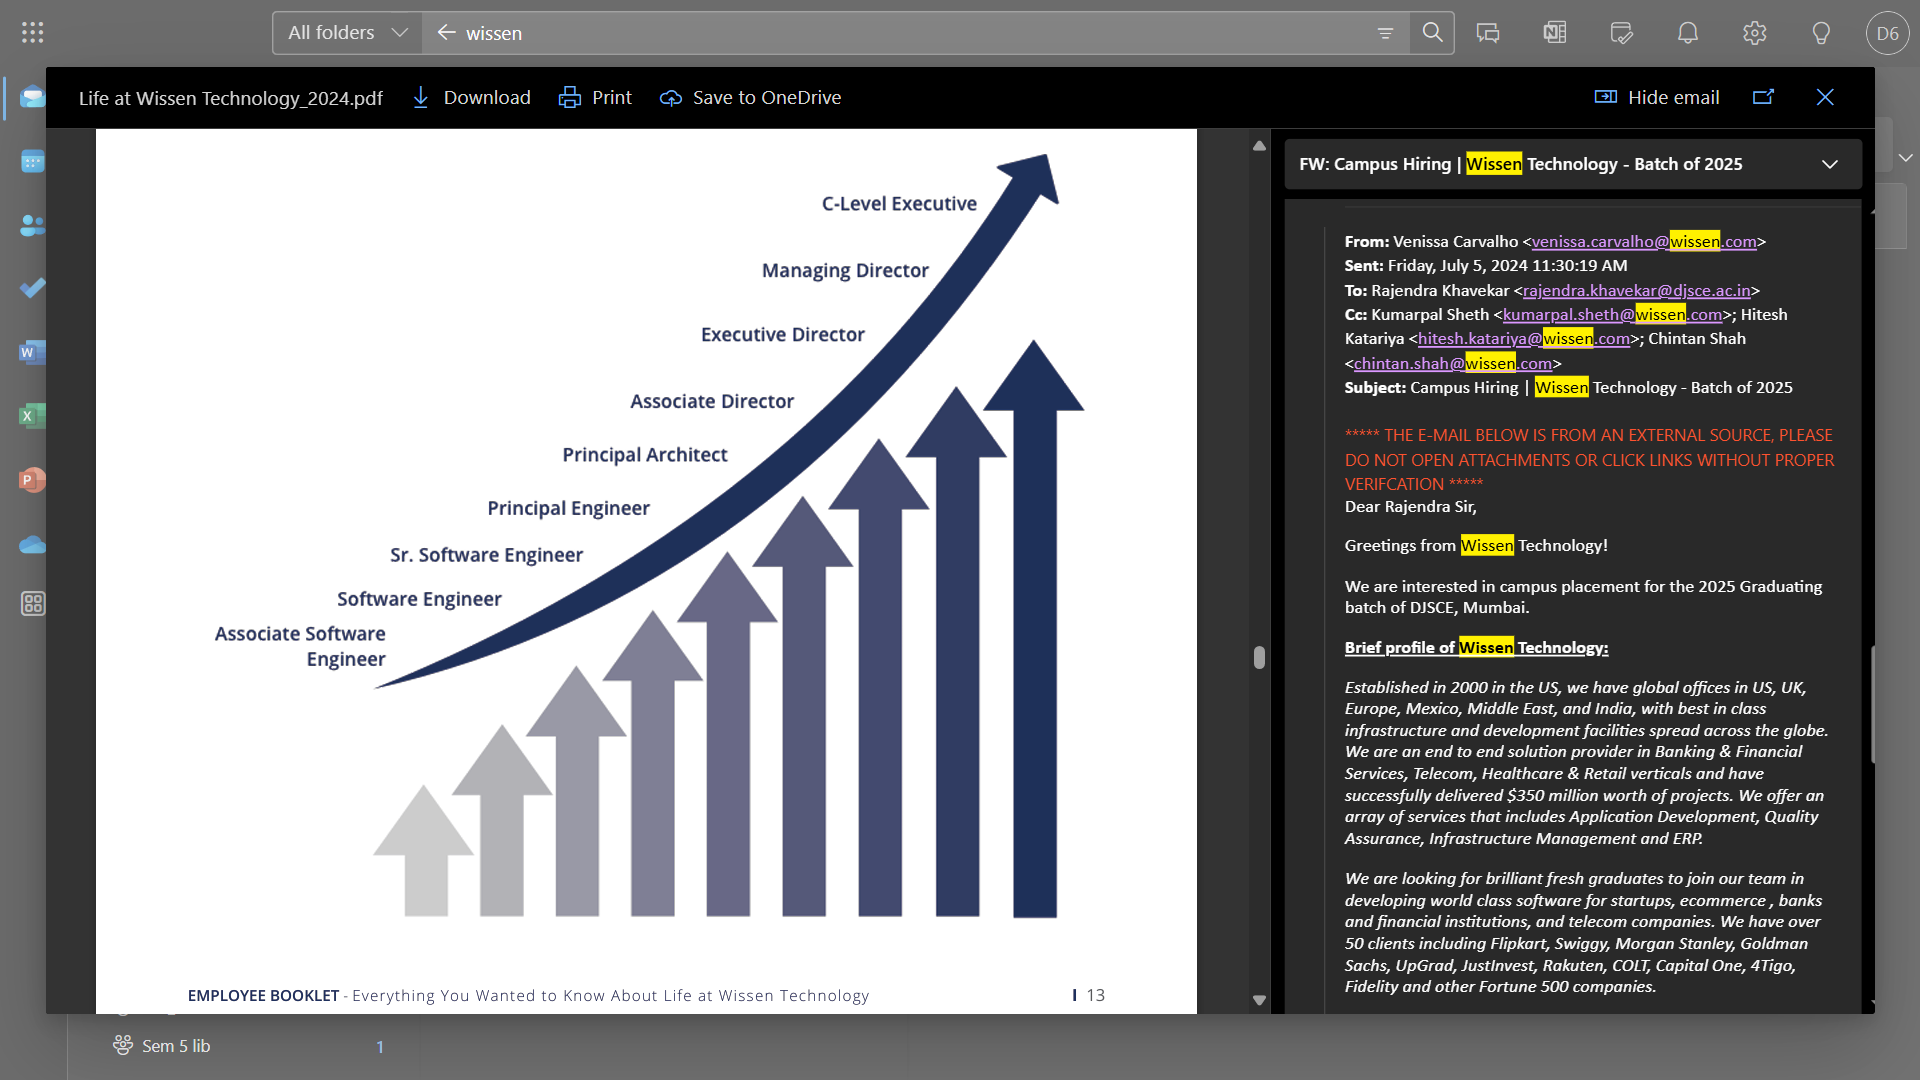 All folders
wissen
D6
Life at Wissen Technology_2024.pdf
Download
Print
Save to OneDrive
Hide email
C-Level Executive
Managing Director
Executive Director
Associate Director
Principal Architect
Principal Engineer
Sr. Software Engineer
Software Engineer
Associate Software
Engineer
EMPLOYEE BOOKLET - Everything You Wanted to Know About Life at Wissen Technology
13
FW: Campus Hiring | Wissen Technology - Batch of 2025
From: Venissa Carvalho <venissa.carvalho@wissen.com>
Sent: Friday, July 5, 2024 11:30:19 AM
To: Rajendra Khavekar <rajendra.khavekar@djsce.ac.in>
Cc: Kumarpal Sheth <kumarpal.sheth@wissen.com>; Hitesh
Katariya <hitesh.katariya@wissen.com>; Chintan Shah
<chintan.shah@wissen.com>
Subject: Campus Hiring | Wissen Technology - Batch of 2025
***** THE E-MAIL BELOW IS FROM AN EXTERNAL SOURCE, PLEASE
DO NOT OPEN ATTACHMENTS OR CLICK LINKS WITHOUT PROPER
VERIFCATION *****
Dear Rajendra Sir,
Greetings from Wissen Technology!
We are interested in campus placement for the 2025 Graduating
batch of DJSCE, Mumbai.
Brief profile of Wissen Technology:
Established in 2000 in the US, we have global offices in US, UK,
Europe, Mexico, Middle East, and India, with best in class
infrastructure and development facilities spread across the globe.
We are an end to end solution provider in Banking & Financial
Services, Telecom, Healthcare & Retail verticals and have
successfully delivered $350 million worth of projects. We offer an
array of services that includes Application Development, Quality
Assurance, Infrastructure Management and ERP.
We are looking for brilliant fresh graduates to join our team in
developing world class software for startups, ecommerce , banks
and financial institutions, and telecom companies. We have over
50 clients including Flipkart, Swiggy, Morgan Stanley, Goldman
Sachs, UpGrad, JustInvest, Rakuten, COLT, Capital One, 4Tigo,
Fidelity and other Fortune 500 companies.
Sem 5 lib
1